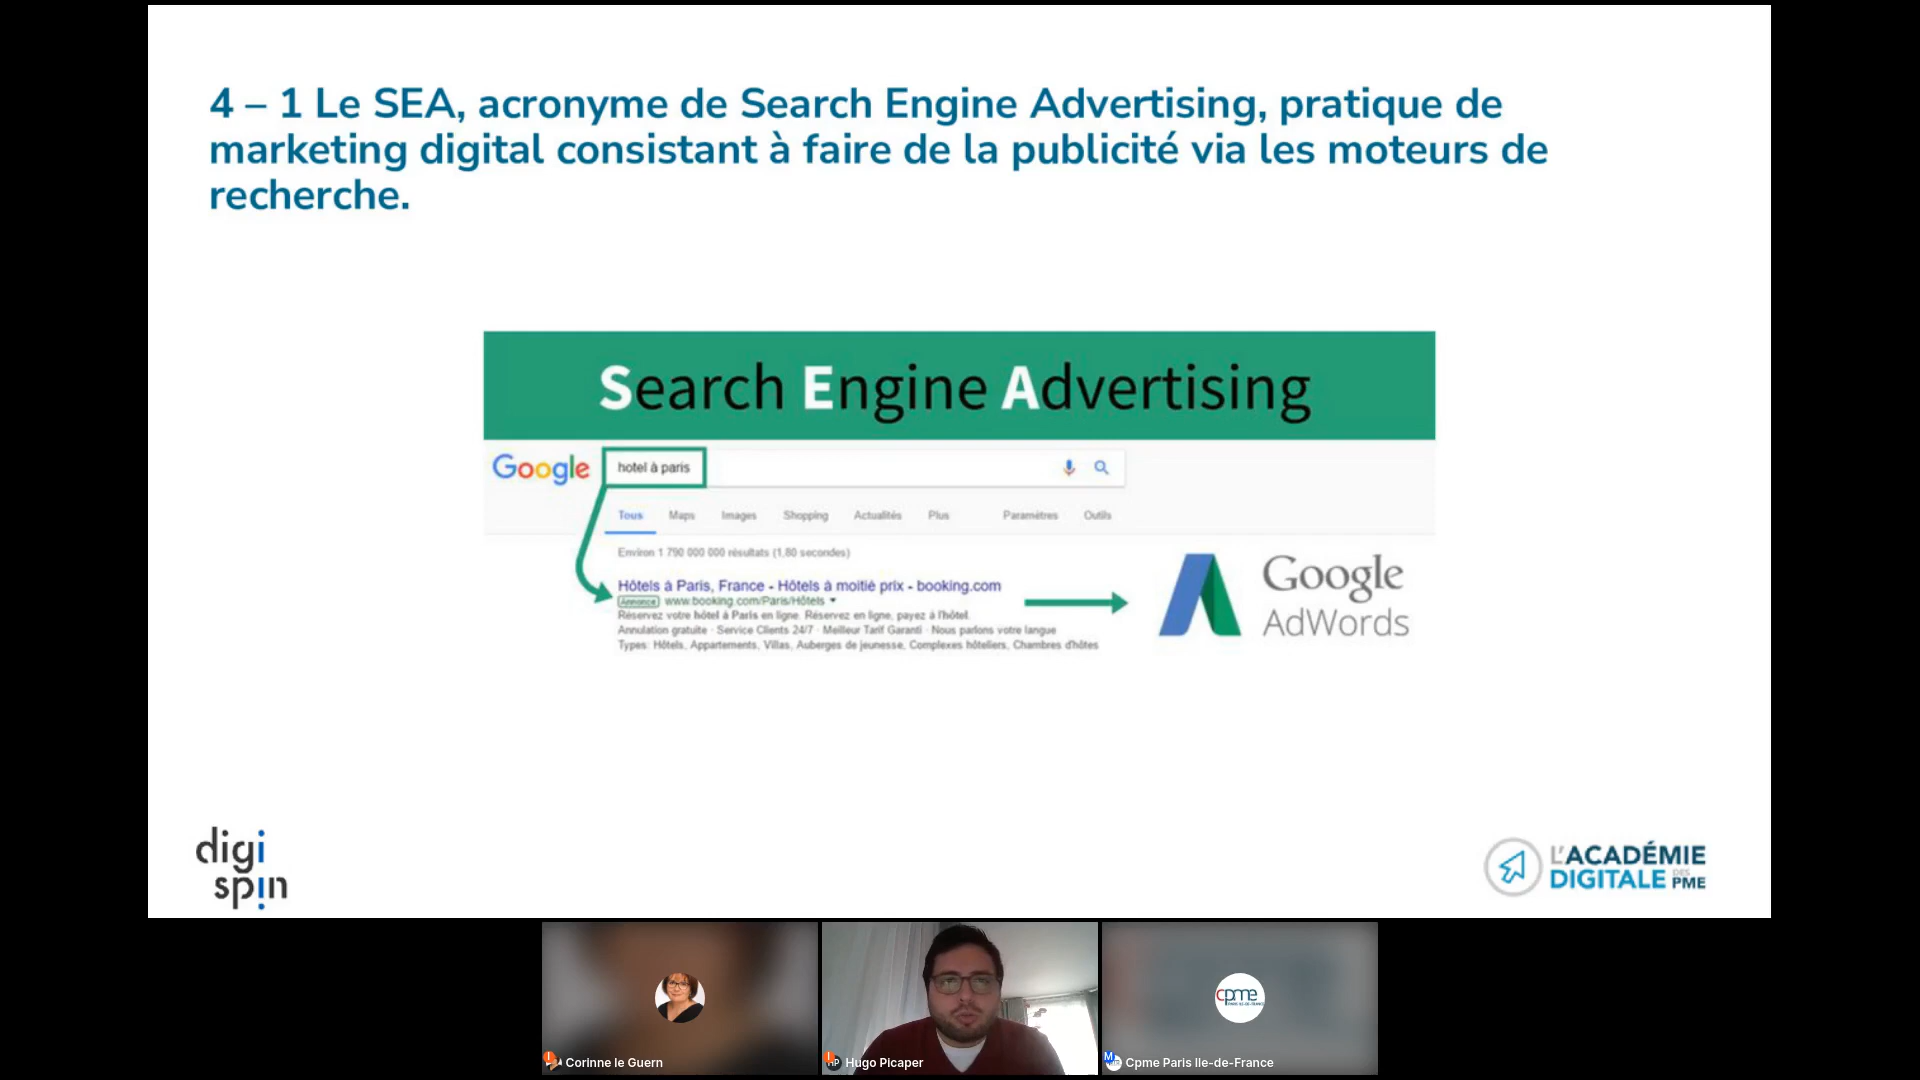 4 – 1 Le SEA, acronyme de Search Engine Advertising, pratique de
marketing digital consistant à faire de la publicité via les moteurs de
recherche.
Search Engine Advertising
Google
hotel à paris
Tous Maps Images Shopping Actualités Plus Paramètres Outils
Environ 1 790 000 000 résultats (1,80 secondes)
Hôtels à Paris, France - Hôtels à moitié prix - booking.com
Annonce www.booking.com/Paris/Hôtels
Réservez votre hôtel à Paris en ligne. Réservez en ligne, payez à l'hôtel.
Annulation gratuite · Service Clients 24/7 · Meilleur Tarif Garanti · Nous parlons votre langue
Types: Hôtels, Appartements, Villas, Auberges de jeunesse, Complexes hôteliers, Chambres d'hôtes
Google
AdWords
digi
spin
L'ACADÉMIE
DIGITALE DES PME
cpme
Corinne le Guern
HP Hugo Picaper
Cpme Paris Ile-de-France